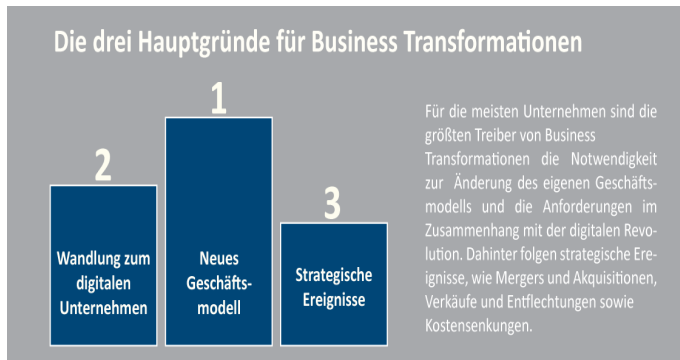 Die drei Hauptgründe für Business Transformationen
2
Wandlung zum
digitalen
Unternehmen
1
Neues
Geschäfts-
modell
3
Strategische
Ereignisse
Für die meisten Unternehmen sind die
größten Treiber von Business
Transformationen die Notwendigkeit
zur Änderung des eigenen Geschäfts-
modells und die Anforderungen im
Zusammenhang mit der digitalen Revo-
lution. Dahinter folgen strategische Ere-
ignisse, wie Mergers und Akquisitionen,
Verkäufe und Entflechtungen sowie
Kostensenkungen.